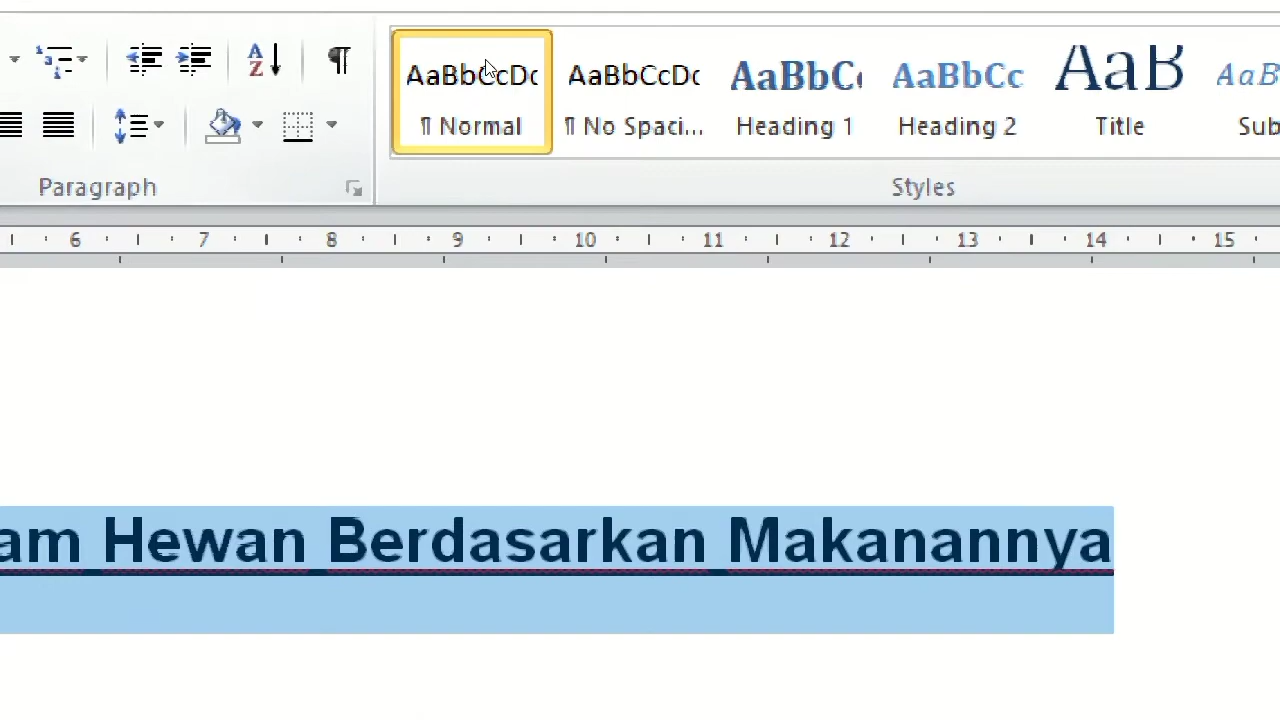 AaBbCcDc AaBbCcDc AaBbC AaBbCc AaB AaB
¶ Normal ¶ No Spaci... Heading 1 Heading 2 Title Sub
Paragraph Styles
6 7 8 9 10 11 12 13 14 15
am Hewan Berdasarkan Makanannya